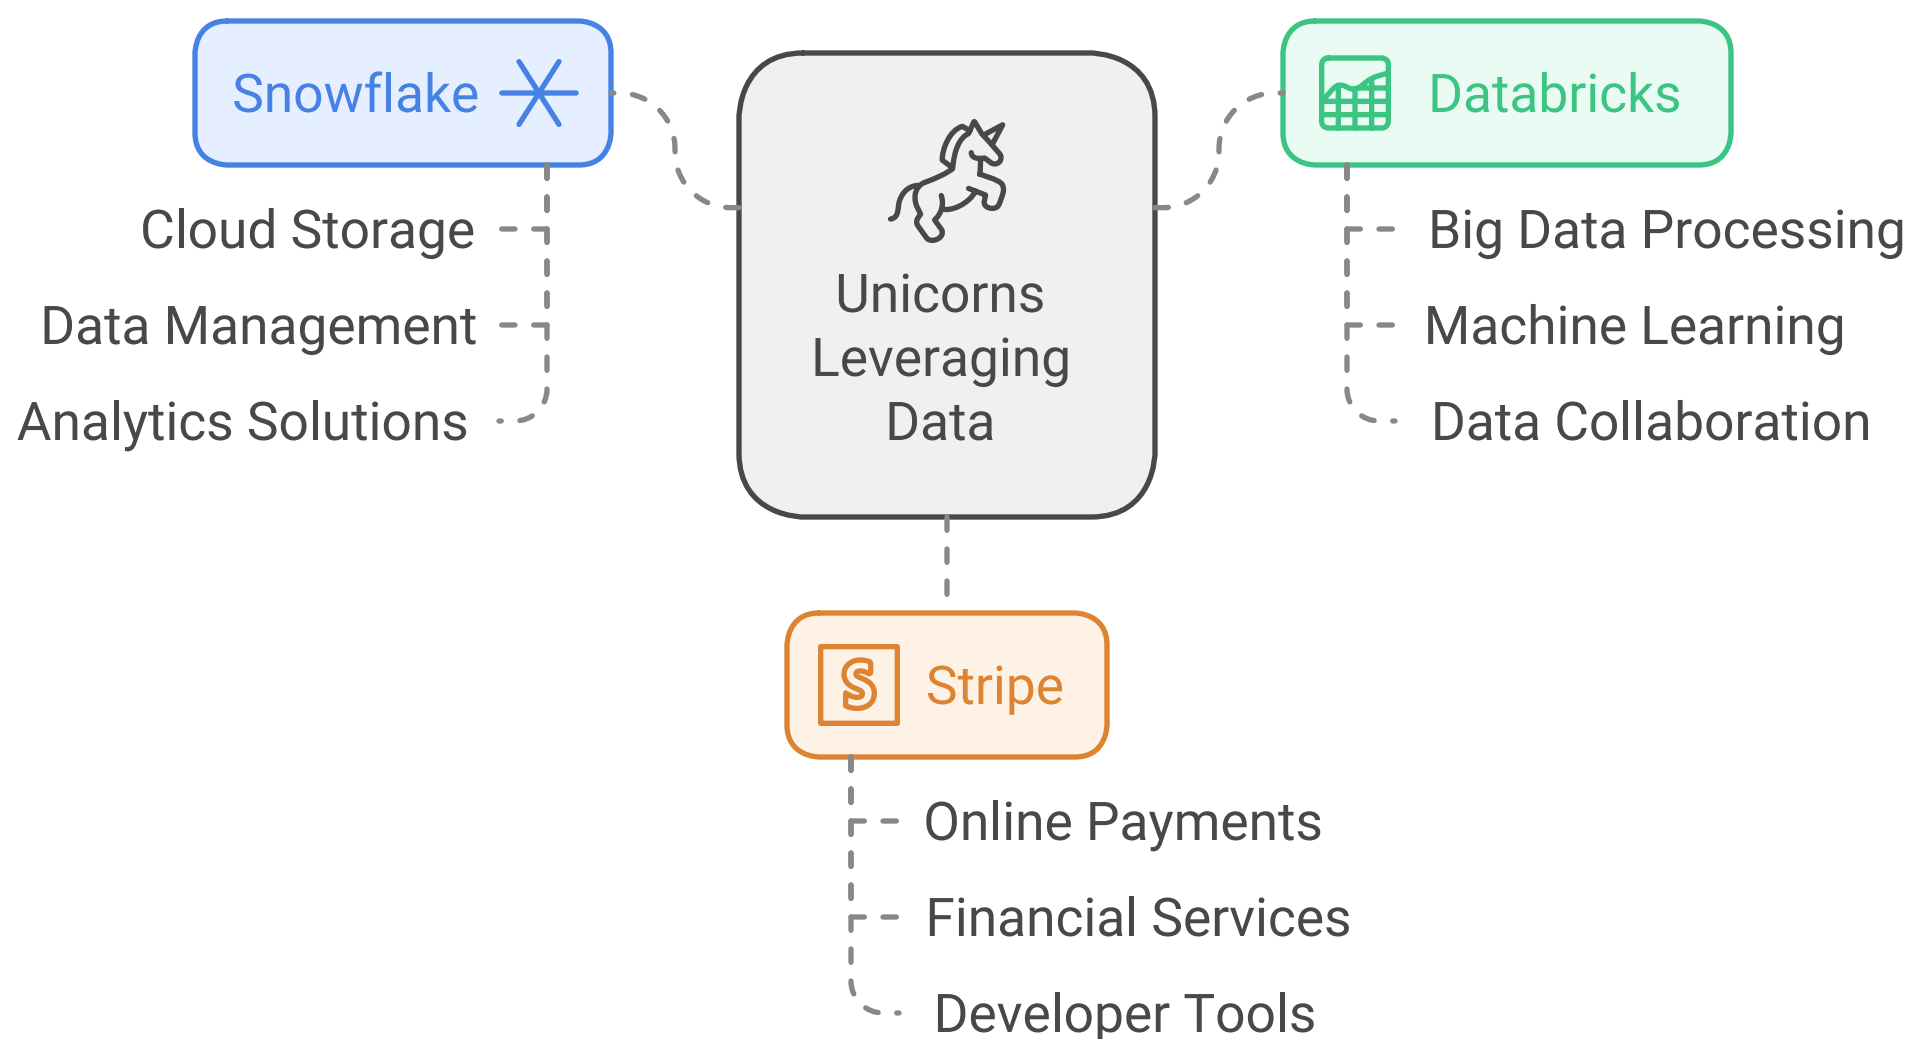 Snowflake
Cloud Storage
Data Management
Analytics Solutions
Unicorns
Leveraging
Data
Databricks
Big Data Processing
Machine Learning
Data Collaboration
S
Stripe
Online Payments
Financial Services
Developer Tools